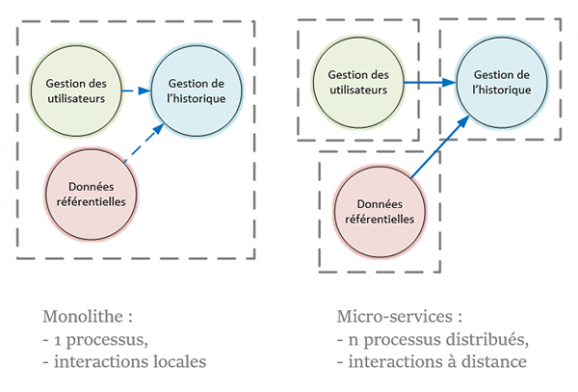 Gestion des
utilisateurs
Gestion de
l'historique
Données
référentielles
Gestion des
utilisateurs
Gestion de
l'historique
Données
référentielles
Monolithe :
- 1 processus,
- interactions locales
Micro-services :
- n processus distribués,
- interactions à distance